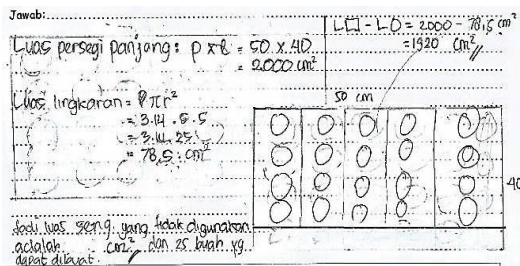 Jawab:
Luas persegi panjang : p x l = 50 x 40
= 2000 cm²
L□ - L○ = 2000 - 78,5 cm²
= 1920 cm²
Luas lingkaran = πr²
= 3.14 . 5 . 5
= 3.14 . 25
= 78,5 cm²
50 cm
40
Jadi luas seng yang tidak digunakan
adalah cm², dan 25 buah yg
dapat dibuat.